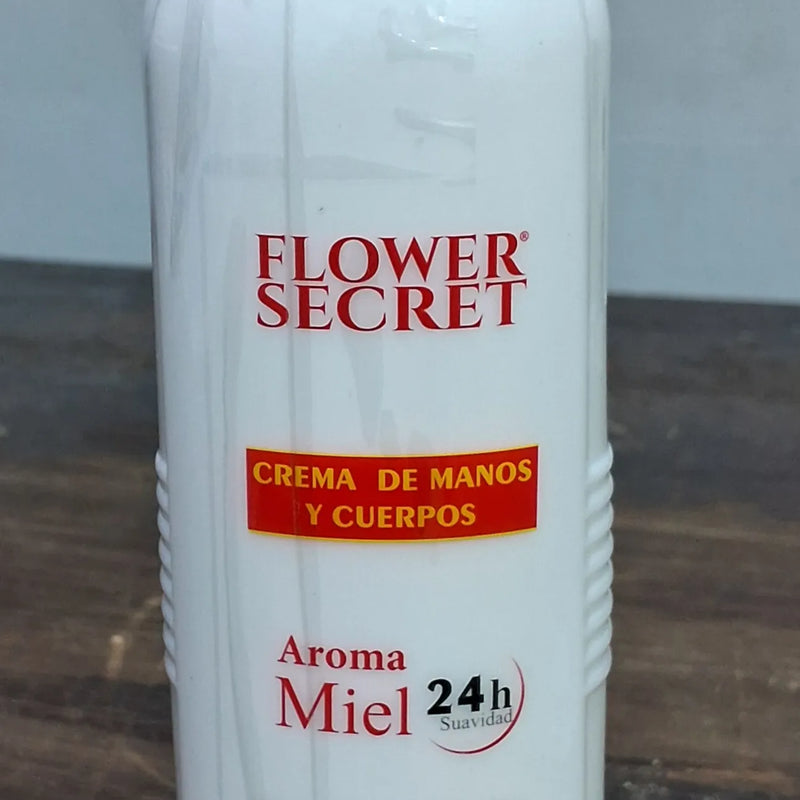 FLOWER®
SECRET
CREMA DE MANOS
Y CUERPOS
Aroma
Miel
24h
Suavidad